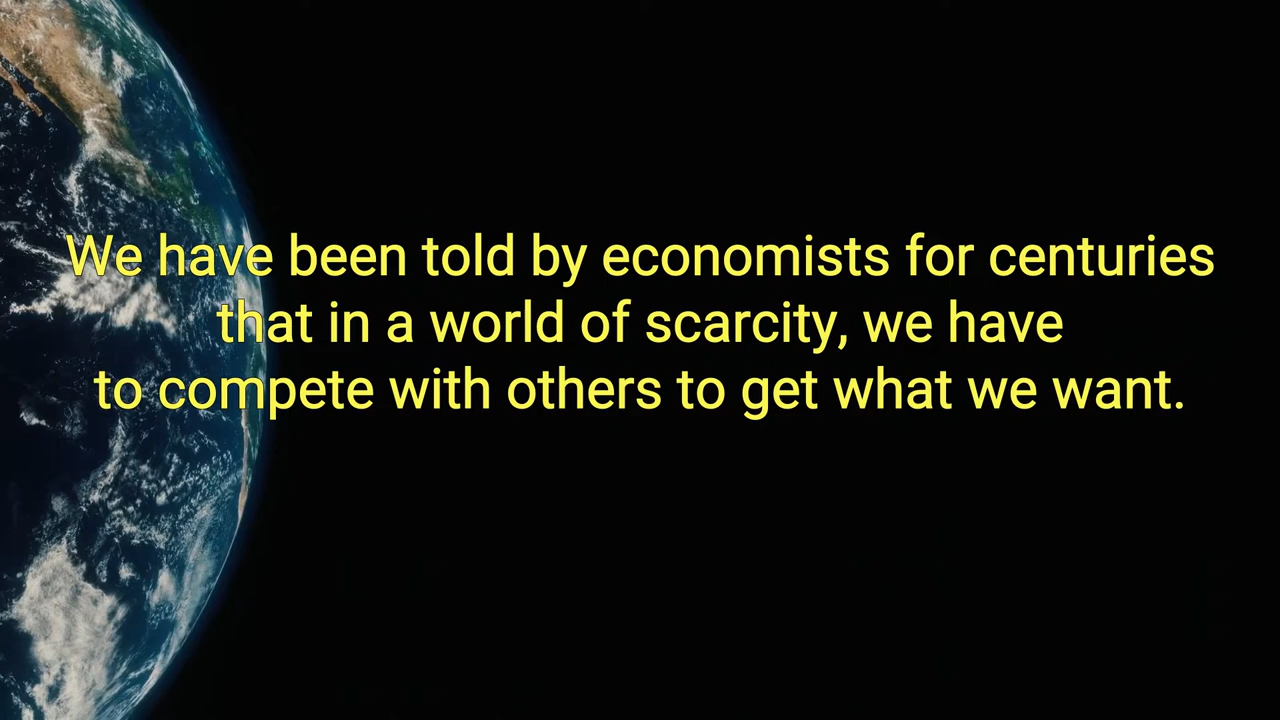 We have been told by economists for centuries
that in a world of scarcity, we have
to compete with others to get what we want.